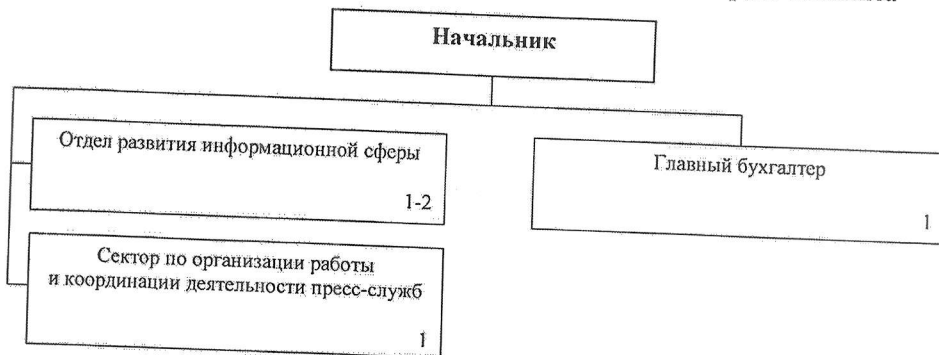 Начальник
Отдел развития информационной сферы
1-2
Главный бухгалтер
1
Сектор по организации работы
и координации деятельности пресс-служб
1